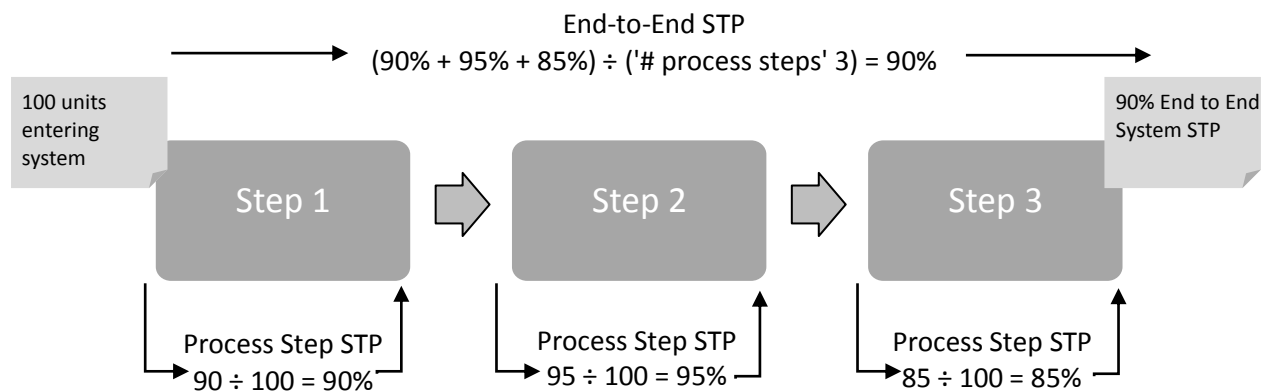 End-to-End STP
(90% + 95% + 85%) ÷ ('# process steps' 3) = 90%
100 units
entering
system
90% End to End
System STP
Step 1
Step 2
Step 3
Process Step STP
90 ÷ 100 = 90%
Process Step STP
95 ÷ 100 = 95%
Process Step STP
85 ÷ 100 = 85%